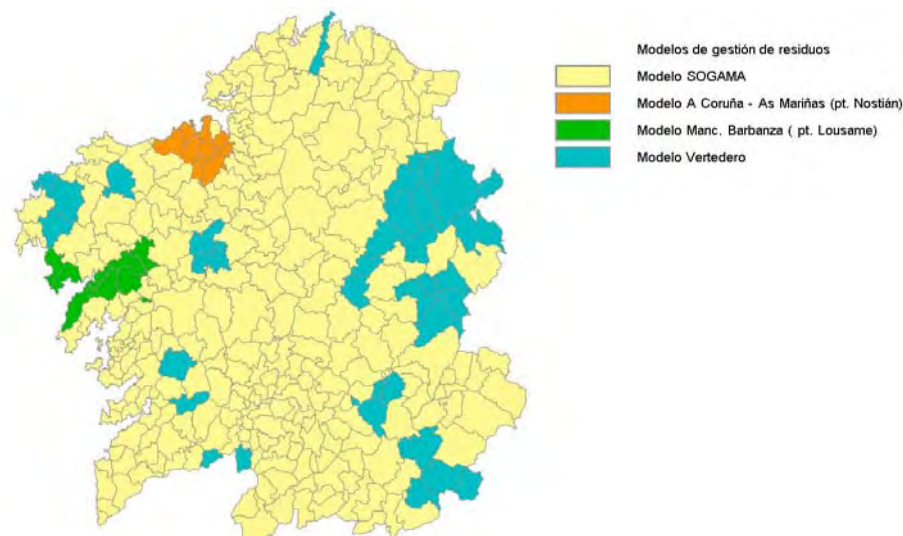 Modelos de gestión de residuos
Modelo SOGAMA
Modelo A Coruña - As Mariñas (pt. Nostián)
Modelo Manc. Barbanza ( pt. Lousame)
Modelo Vertedero